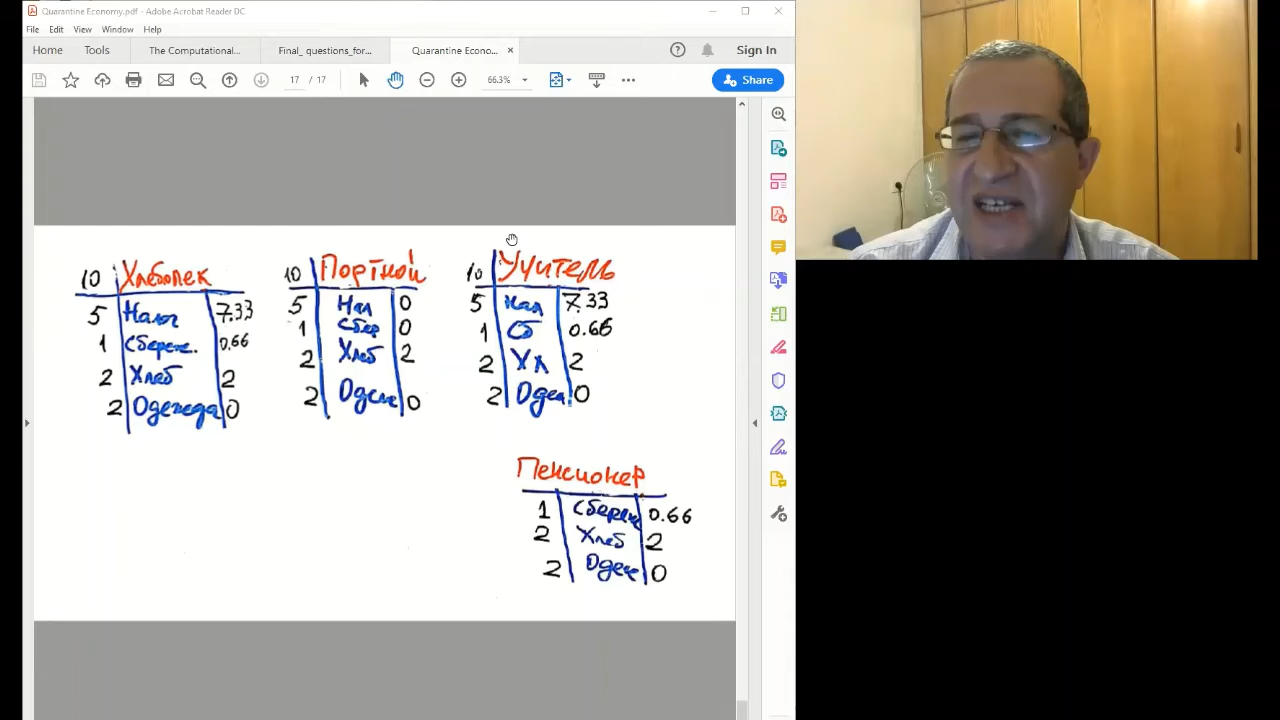 Quarantine Economy.pdf - Adobe Acrobat Reader DC
File Edit View Window Help
Home Tools The Computational... Final_ questions_for... Quarantine Econo... × Sign In
17 / 17 66.3% Share
10 Хлебопек
5 Налог 7.33
1 Сбереж. 0.66
2 Хлеб 2
2 Одежда 0
10 Портной
5 Нал 0
1 Сбер 0
2 Хлеб 2
2 Одеж 0
10 Учитель
5 Нал 7.33
1 Сб 0.66
2 Хл 2
2 Одеж 0
Пенсионер
1 Сбереж 0.66
2 Хлеб 2
2 Одеж 0